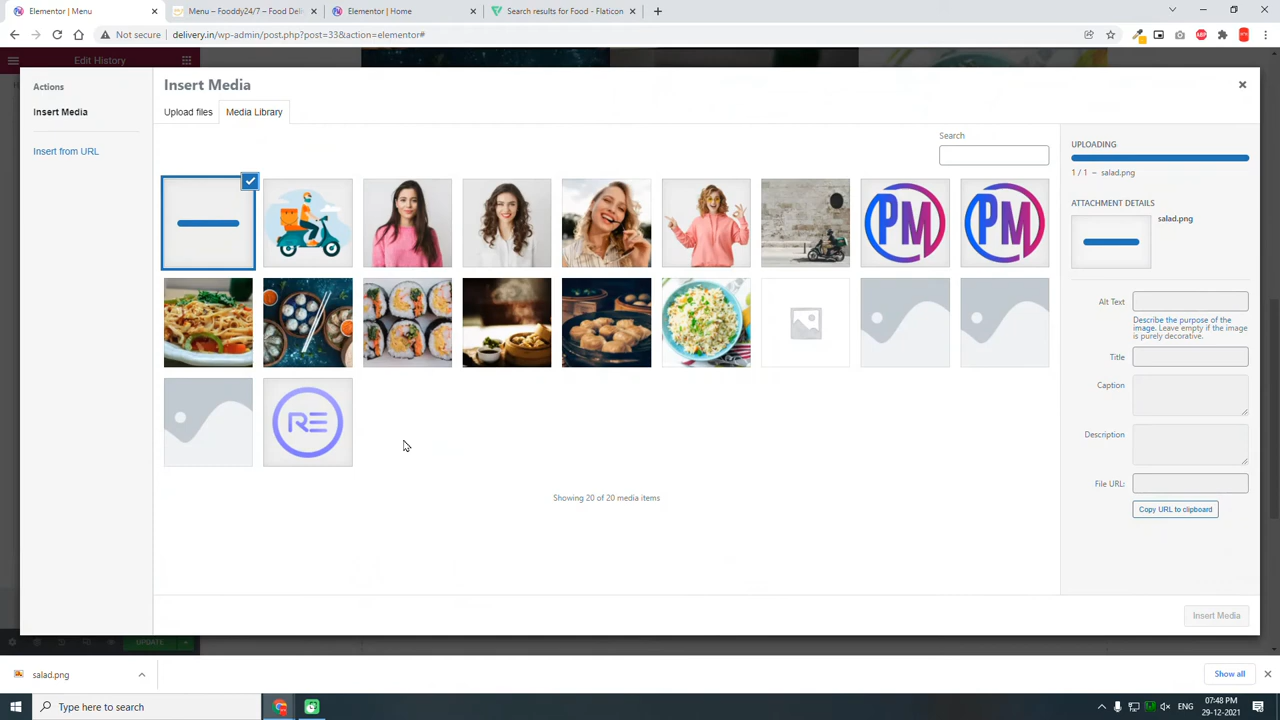 Elementor | Menu
Menu – Fooddy24/7 – Food Deli
Elementor | Home
Search results for Food - Flaticon
Not secure
delivery.in/wp-admin/post.php?post=33&action=elementor#
Edit History
Actions
Insert Media
Insert from URL
Insert Media
Upload files
Media Library
Search
PM
PM
RE
Showing 20 of 20 media items
UPLOADING
1 / 1 – salad.png
ATTACHMENT DETAILS
salad.png
Alt Text
Describe the purpose of the
image. Leave empty if the image
is purely decorative.
Title
Caption
Description
File URL:
Copy URL to clipboard
Insert Media
UPDATE
salad.png
Show all
Type here to search
ENG
07:48 PM
29-12-2021